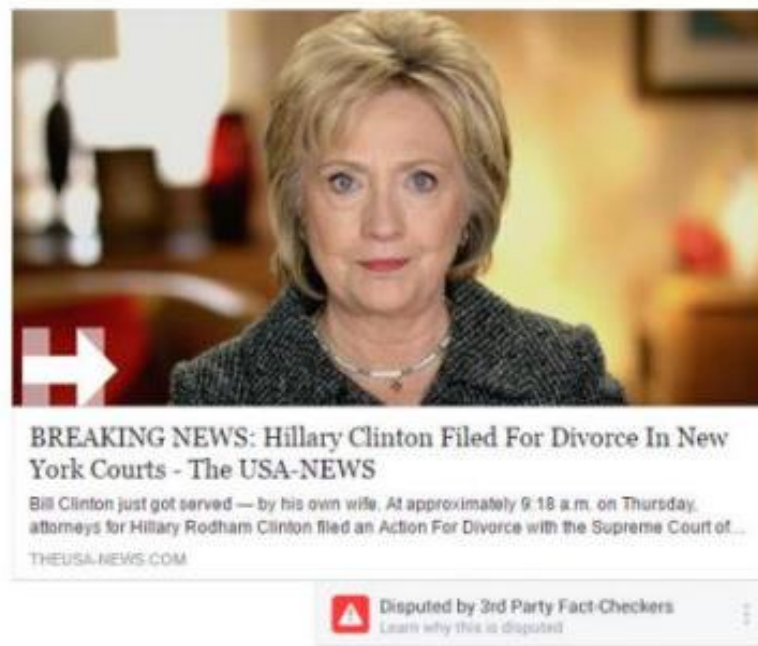 BREAKING NEWS: Hillary Clinton Filed For Divorce In New
York Courts - The USA-NEWS
Bill Clinton just got served — by his own wife. At approximately 9:18 a.m. on Thursday,
attorneys for Hillary Rodham Clinton filed an Action For Divorce with the Supreme Court of...
THEUSA-NEWS.COM
Disputed by 3rd Party Fact-Checkers
Learn why this is disputed